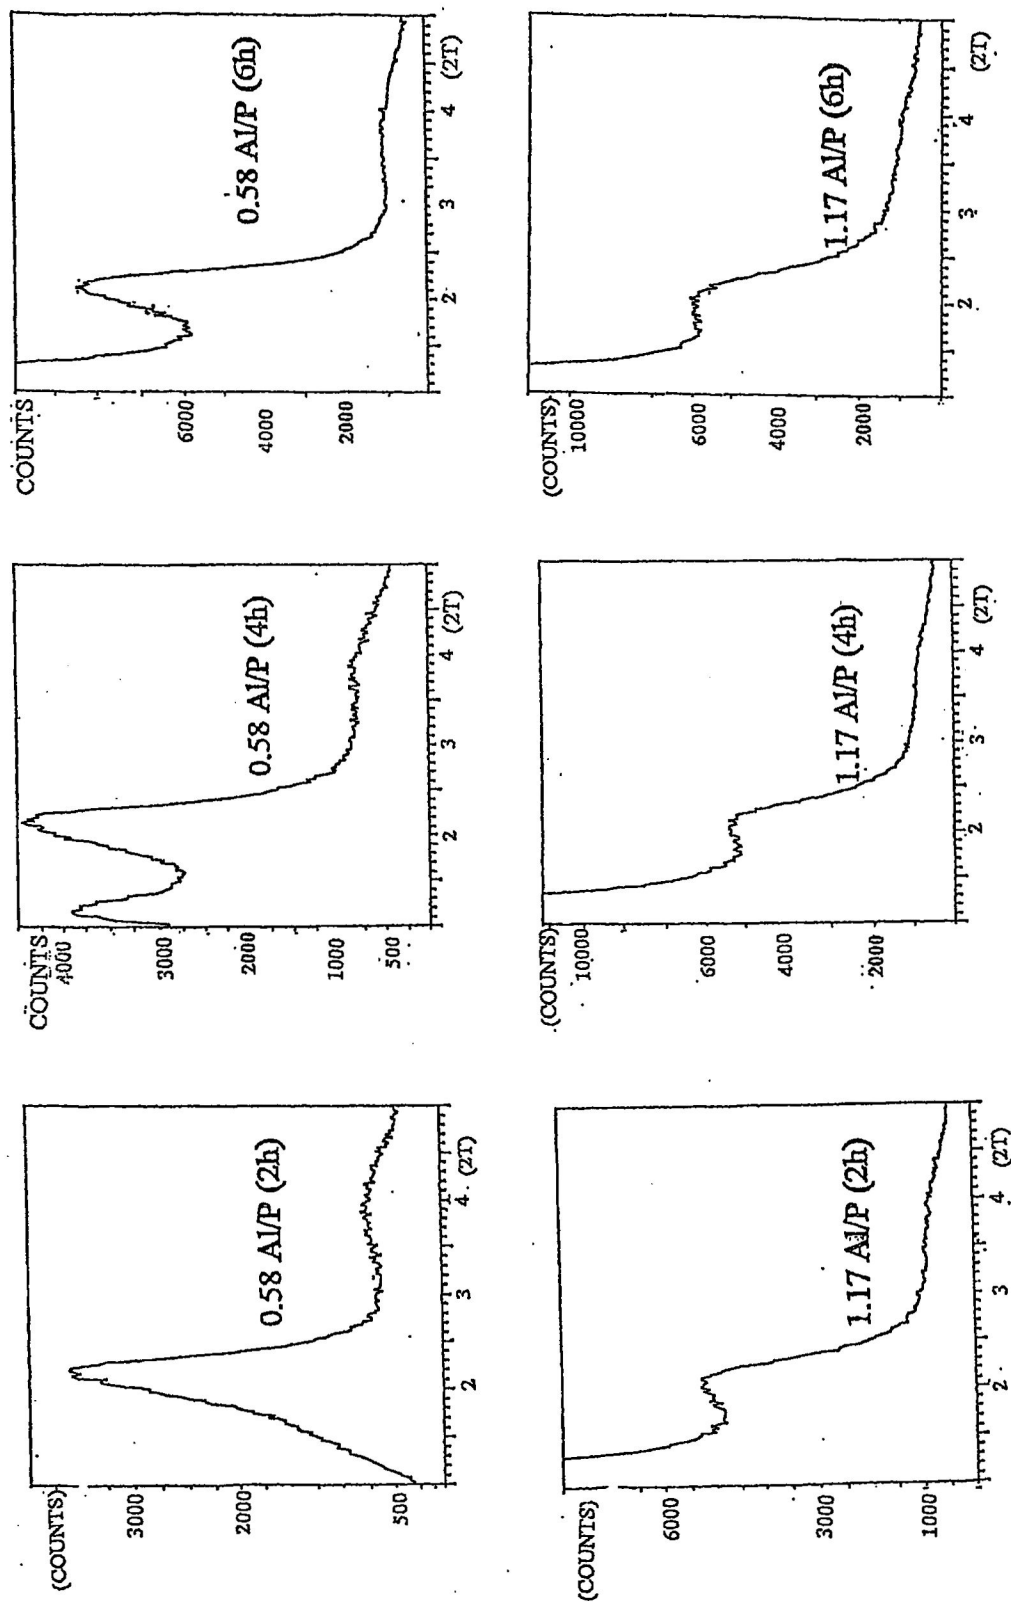 (COUNTS)
3000
2000
500
2
3
4
(2T)
0.58 Al/P (2h)
COUNTS
4000
3000
2000
1000
500
2
3
4
(2T)
0.58 Al/P (4h)
COUNTS
6000
4000
2000
2
3
4
(2T)
0.58 Al/P (6h)
(COUNTS)
6000
3000
1000
2
3
4
(2T)
1.17 Al/P (2h)
(COUNTS)
10000
6000
4000
2000
2
3
4
(2T)
1.17 Al/P (4h)
(COUNTS)
10000
6000
4000
2000
2
3
4
(2T)
1.17 Al/P (6h)